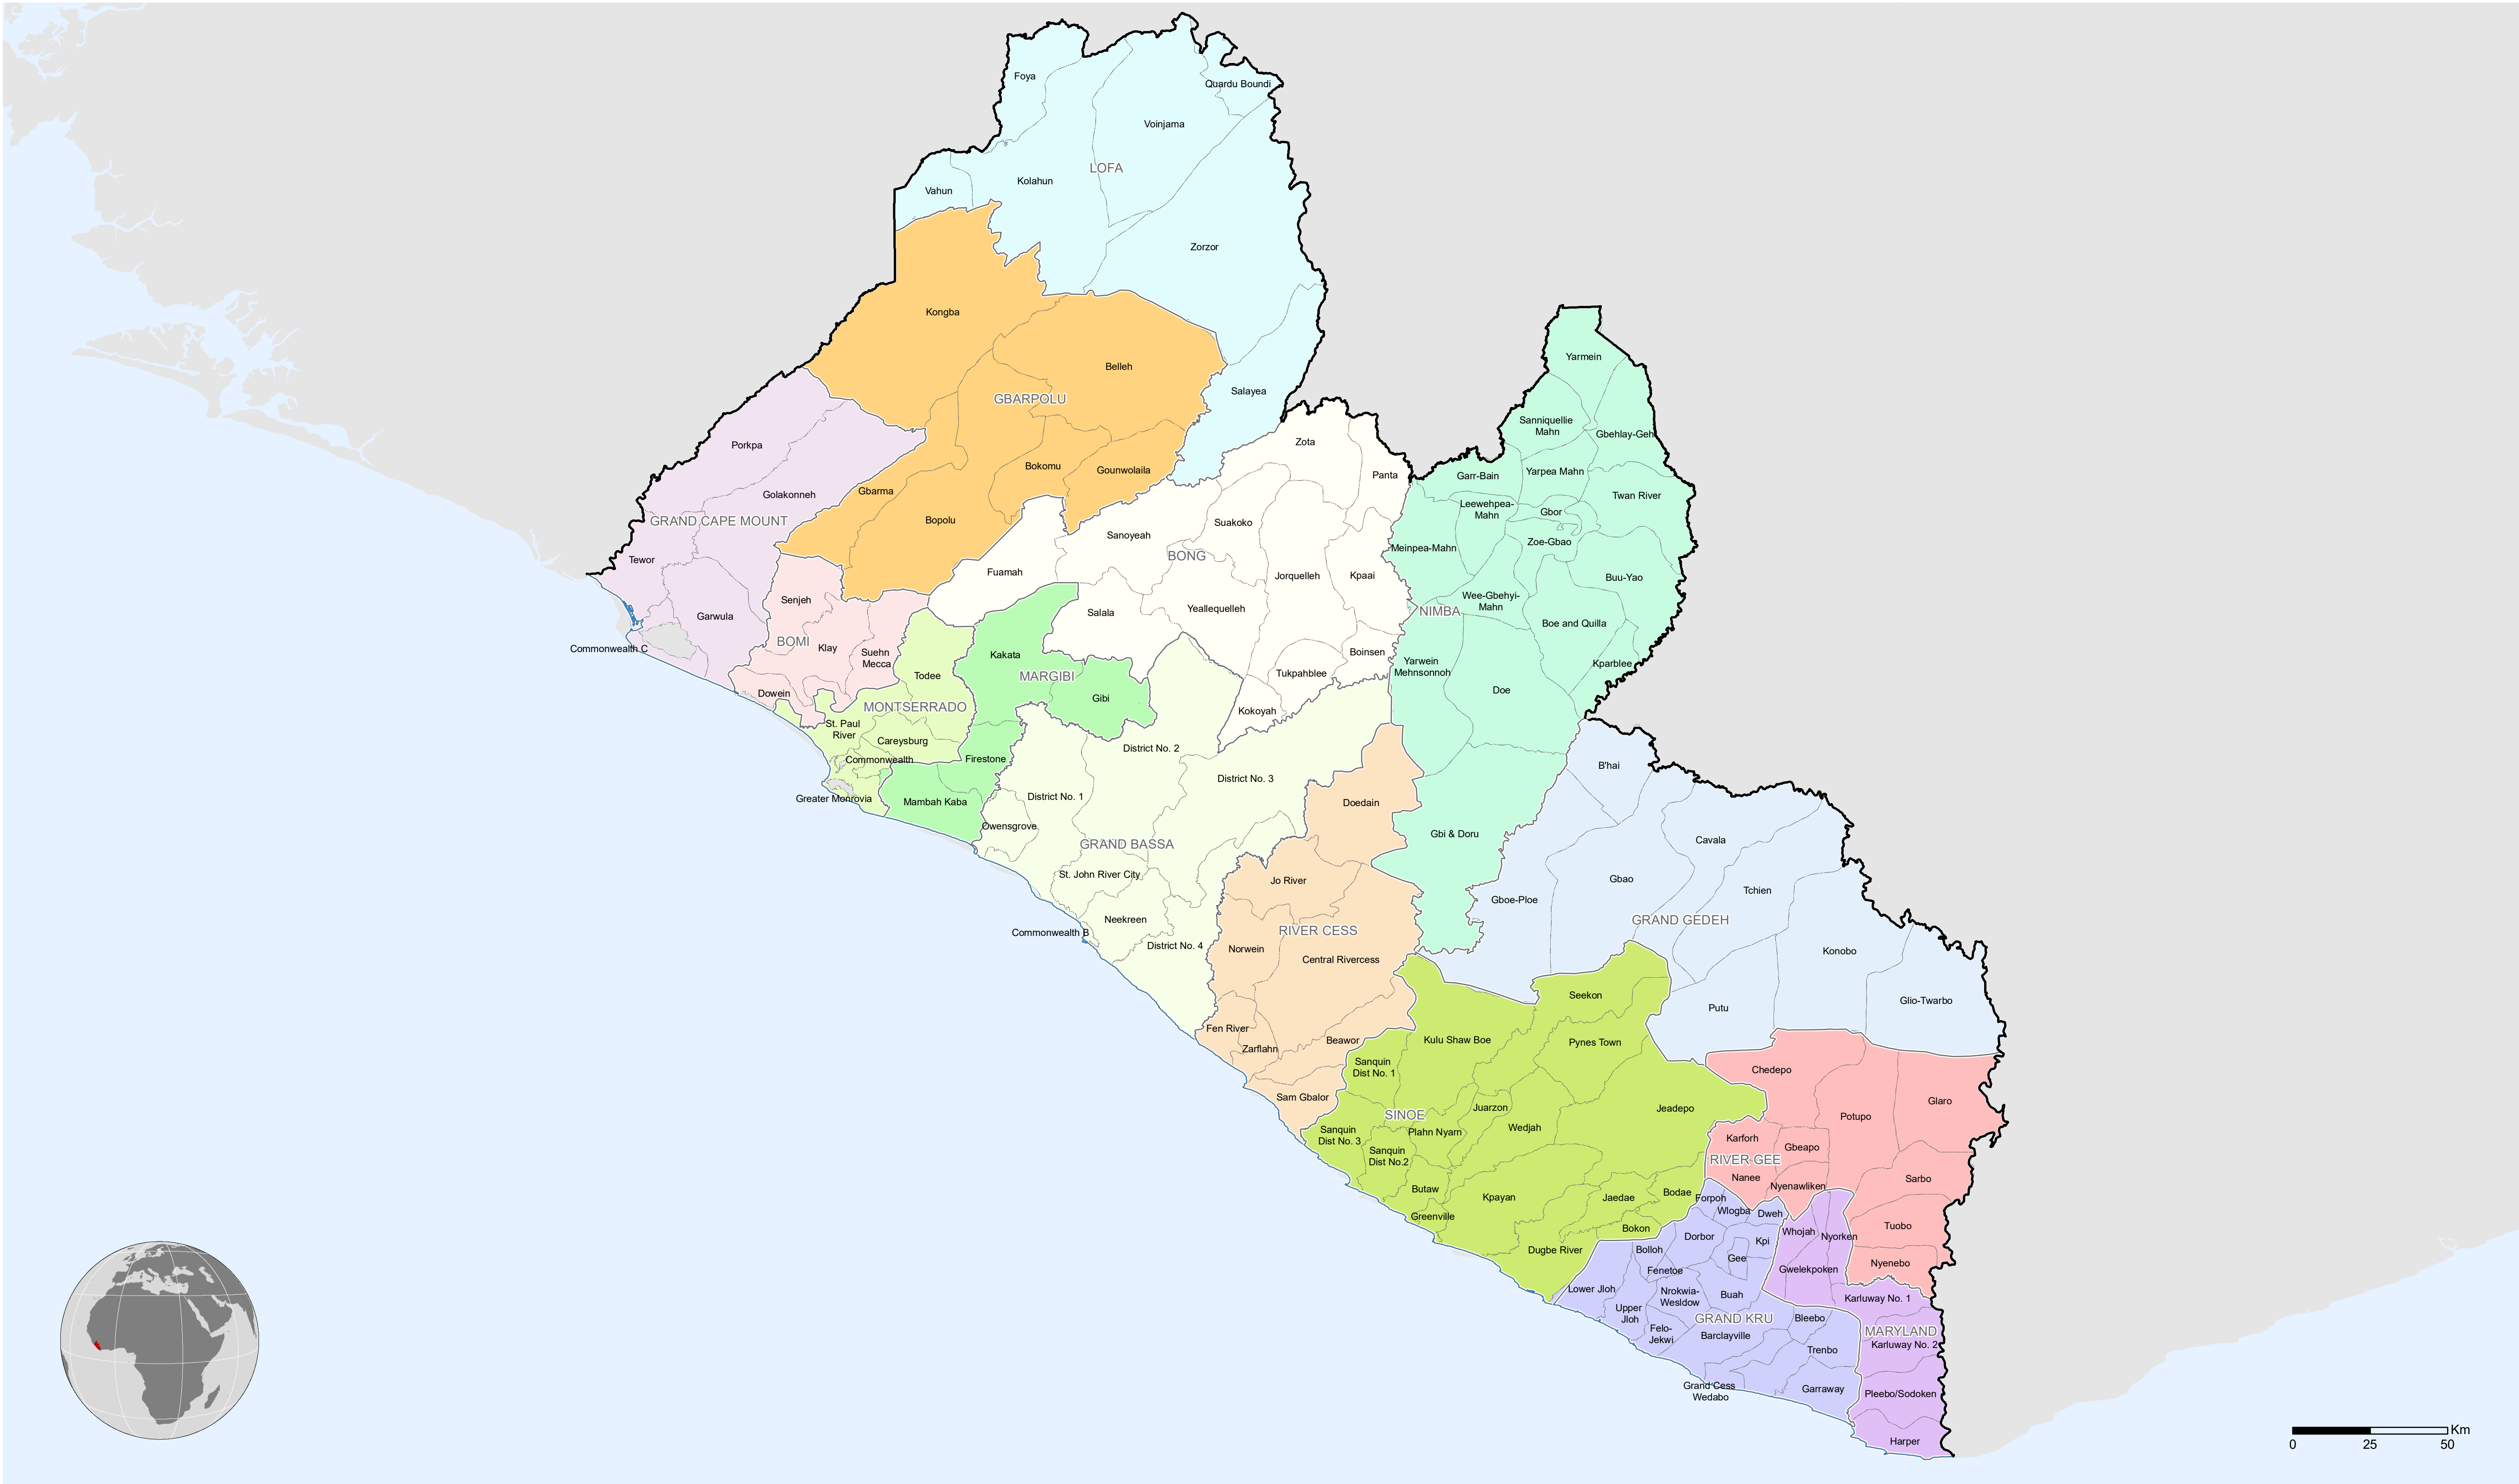 Foya
Quardu Boundi
Voinjama
LOFA
Kolahun
Vahun
Zorzor
Salayea
Kongba
Belleh
GBARPOLU
Bokomu
Gounwolaila
Gbarma
Bopolu
Porkpa
Golakonneh
GRAND CAPE MOUNT
Tewor
Garwula
Commonwealth C
Senjeh
BOMI
Klay
Suehn
Mecca
Dowein
Todee
MONTSERRADO
St. Paul
River
Careysburg
Commonwealth
Greater Monrovia
Kakata
MARGIBI
Gibi
Firestone
Mambah Kaba
Zota
Panta
Suakoko
Sanoyeah
BONG
Fuamah
Jorquelleh
Kpaai
Salala
Yeallequelleh
Boinsen
Tukpahblee
Kokoyah
Yarmein
Sanniquellie
Mahn
Gbehlay-Geh
Garr-Bain
Yarpea Mahn
Twan River
Leewehpea-
Mahn
Gbor
Meinpea-Mahn
Zoe-Gbao
Buu-Yao
Wee-Gbehyi-
Mahn
NIMBA
Boe and Quilla
Yarwein
Mehnsonnoh
Kparblee
Doe
Gbi & Doru
District No. 2
District No. 3
District No. 1
Owensgrove
GRAND BASSA
St. John River City
Neekreen
Commonwealth B
District No. 4
Doedain
Jo River
RIVER CESS
Norwein
Central Rivercess
Fen River
Zarflahn
Beawor
Sam Gbalor
B'hai
Cavala
Gbao
Tchien
Gboe-Ploe
GRAND GEDEH
Konobo
Glio-Twarbo
Putu
Seekon
Kulu Shaw Boe
Pynes Town
Sanquin
Dist No. 1
Juarzon
Jeadepo
SINOE
Wedjah
Plahn Nyarn
Sanquin
Dist No. 3
Sanquin
Dist No.2
Butaw
Kpayan
Jaedae
Bodae
Greenville
Bokon
Dugbe River
Chedepo
Glaro
Potupo
Karforh
Gbeapo
RIVER GEE
Nanee
Nyenawliken
Sarbo
Tuobo
Nyenebo
Forpoh
Wlogba
Dweh
Dorbor
Kpi
Bolloh
Gee
Fenetoe
Lower Jloh
Nrokwia-
Wesldow
Buah
Upper
Jloh
GRAND KRU
Bleebo
Felo-
Jekwi
Barclayville
Trenbo
Grand Cess
Wedabo
Garraway
Whojah
Nyorken
Gwelekpoken
Karluway No. 1
MARYLAND
Karluway No. 2
Pleebo/Sodoken
Harper
Km
0 25 50